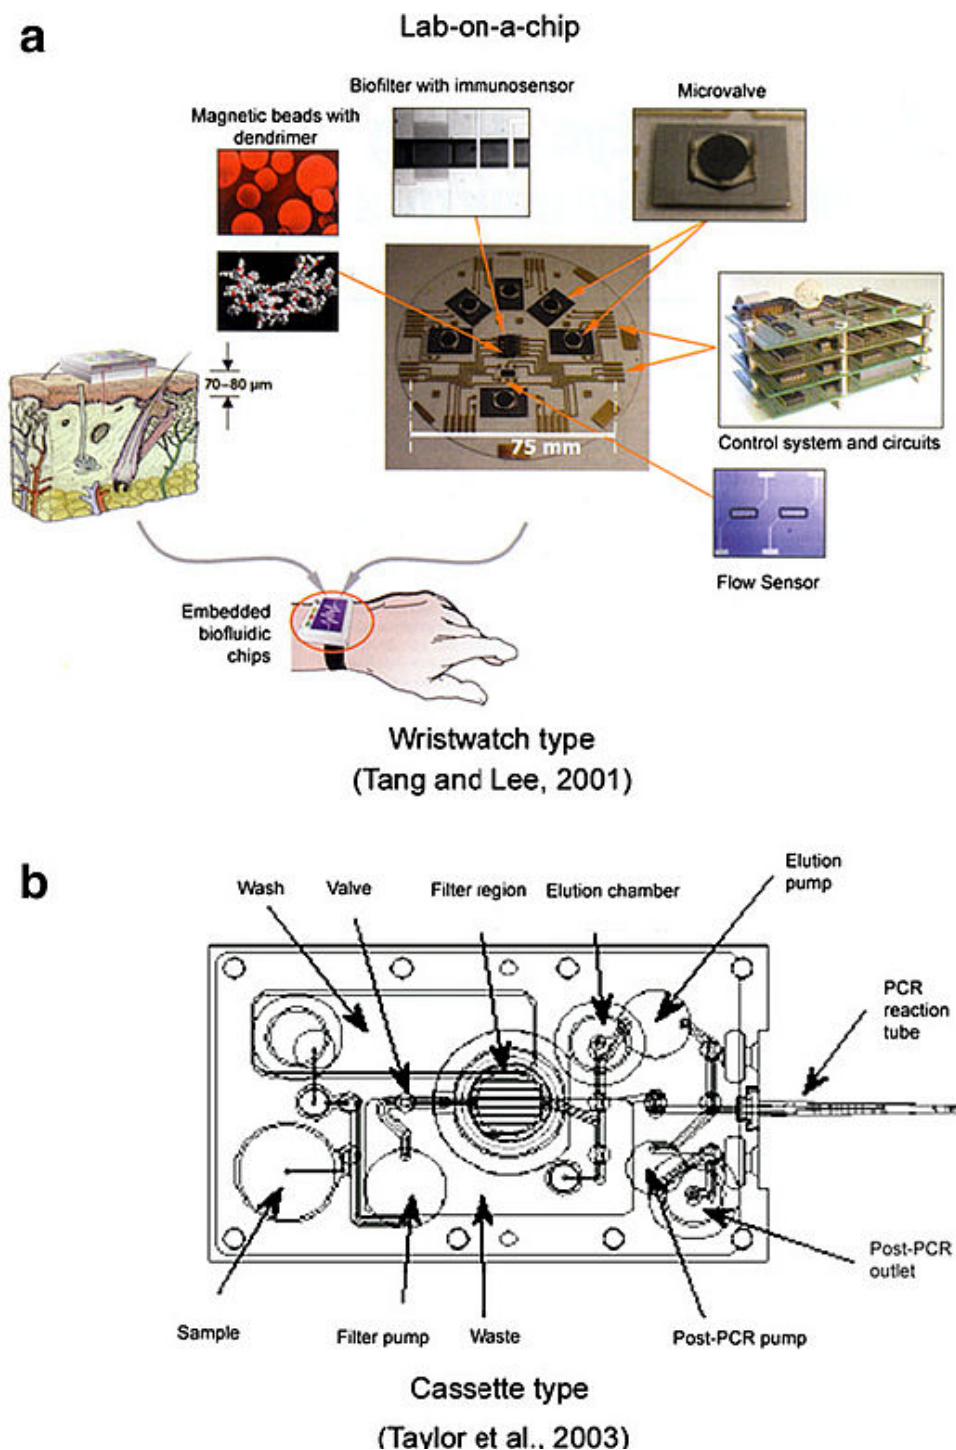 a
Lab-on-a-chip
Biofilter with immunosensor
Microvalve
Magnetic beads with
dendrimer
70–80 µm
75 mm
Control system and circuits
Flow Sensor
Embedded
biofluidic
chips
Wristwatch type
(Tang and Lee, 2001)
b
Elution
pump
Wash
Valve
Filter region
Elution chamber
PCR
reaction
tube
Post-PCR
outlet
Sample
Filter pump
Waste
Post-PCR pump
Cassette type
(Taylor et al., 2003)